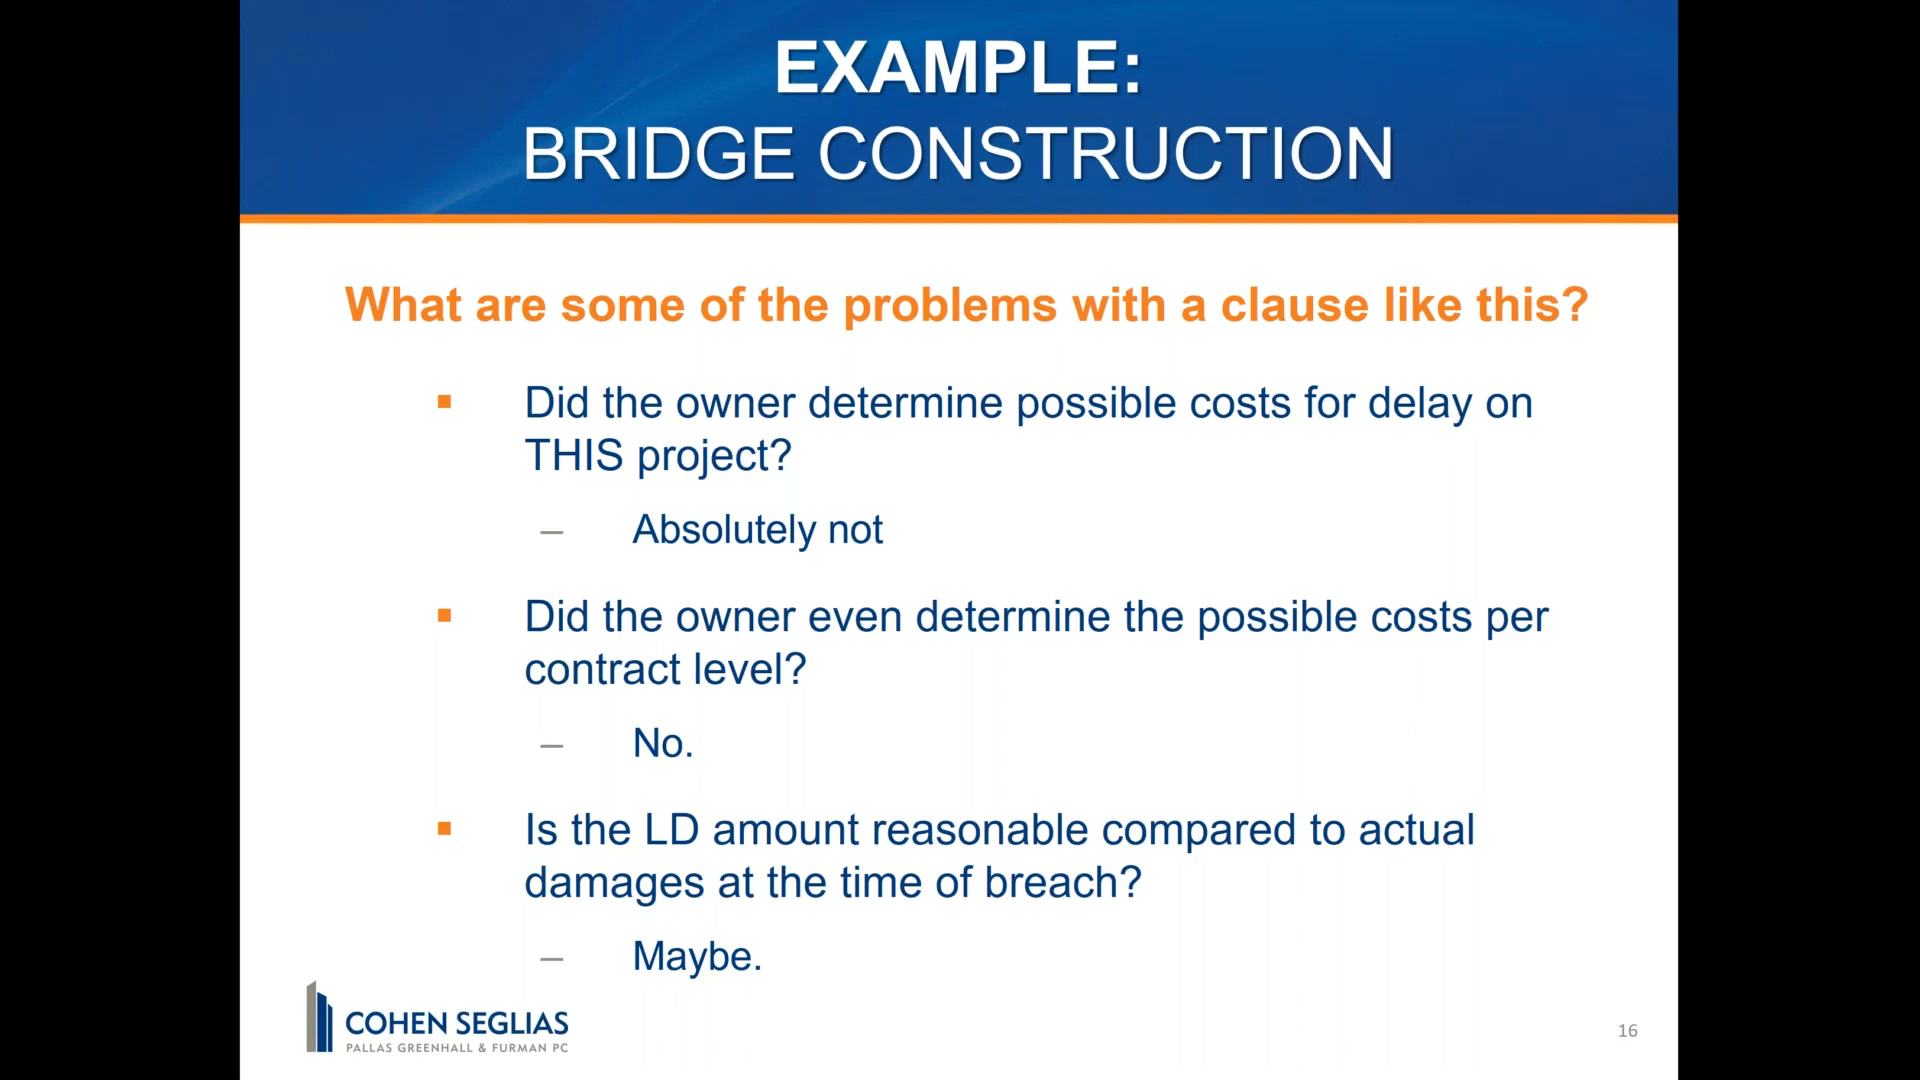 EXAMPLE:
BRIDGE CONSTRUCTION
What are some of the problems with a clause like this?
▪ Did the owner determine possible costs for delay on
THIS project?
– Absolutely not
▪ Did the owner even determine the possible costs per
contract level?
– No.
▪ Is the LD amount reasonable compared to actual
damages at the time of breach?
– Maybe.
COHEN SEGLIAS
PALLAS GREENHALL & FURMAN PC
16